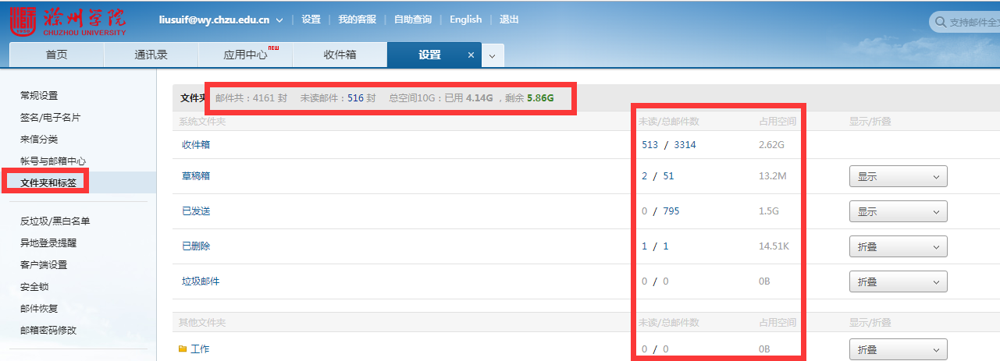 滁州学院
CHUZHOU UNIVERSITY
liusuif@wy.chzu.edu.cn 设置 我的客服 自助查询 English 退出
支持邮件全文
首页 通讯录 应用中心 NEW 收件箱 设置 ×
常规设置
签名/电子名片
来信分类
帐号与邮箱中心
文件夹和标签
反垃圾/黑白名单
异地登录提醒
客户端设置
安全锁
邮件恢复
邮箱密码修改
文件夹 邮件共：4161 封 未读邮件：516 封 总空间10G：已用 4.14G ，剩余 5.86G
系统文件夹 未读/总邮件数 占用空间 显示/折叠
收件箱 513 / 3314 2.62G
草稿箱 2 / 51 13.2M 显示
已发送 0 / 795 1.5G 显示
已删除 1 / 1 14.51K 折叠
垃圾邮件 0 / 0 0B 折叠
其他文件夹 未读/总邮件数 占用空间 显示/折叠
工作 0 / 0 0B 折叠